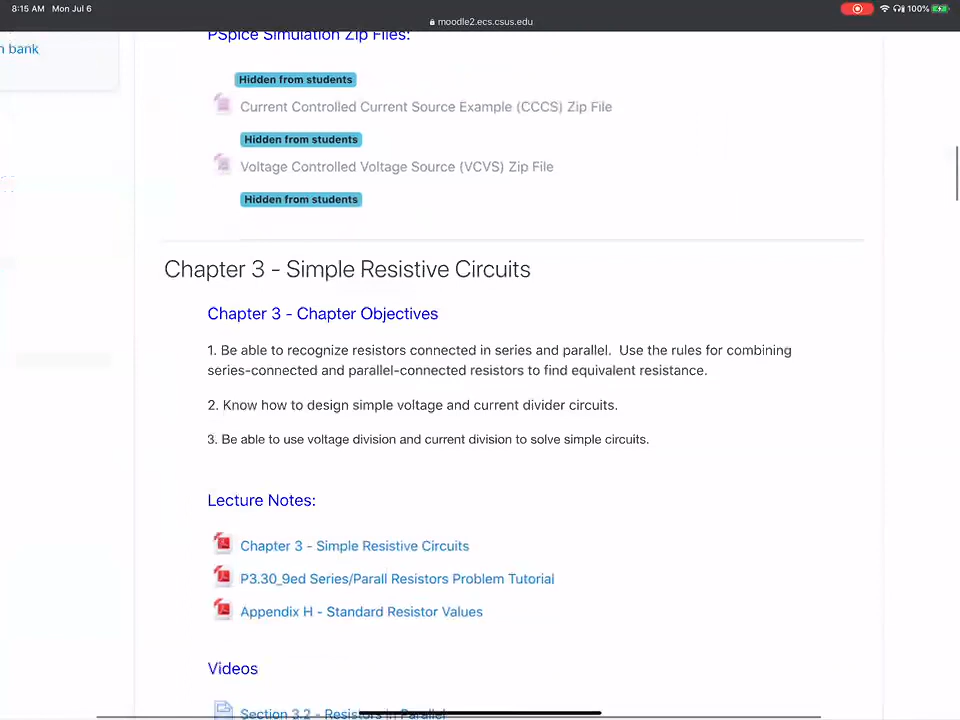 8:15 AM Mon Jul 6
moodle2.ecs.csus.edu
100%
n bank
PSpice Simulation Zip Files:
Hidden from students
Current Controlled Current Source Example (CCCS) Zip File
Hidden from students
Voltage Controlled Voltage Source (VCVS) Zip File
Hidden from students
Chapter 3 - Simple Resistive Circuits
Chapter 3 - Chapter Objectives
1. Be able to recognize resistors connected in series and parallel. Use the rules for combining
series-connected and parallel-connected resistors to find equivalent resistance.
2. Know how to design simple voltage and current divider circuits.
3. Be able to use voltage division and current division to solve simple circuits.
Lecture Notes:
Chapter 3 - Simple Resistive Circuits
P3.30_9ed Series/Parall Resistors Problem Tutorial
Appendix H - Standard Resistor Values
Videos
Section 3.2 - Resistors in Parallel